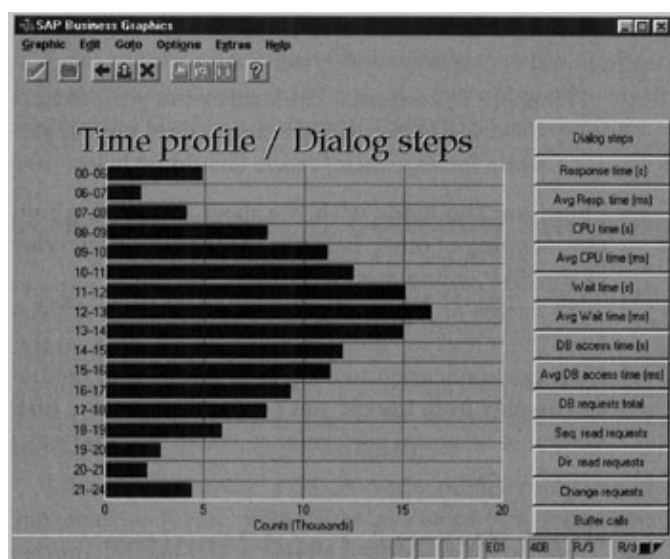 SAP Business Graphics
Graphic Edit Goto Options Extras Help
Time profile / Dialog steps
00-06
06-07
07-08
08-09
09-10
10-11
11-12
12-13
13-14
14-15
15-16
16-17
17-18
18-19
19-20
20-21
21-24
0 5 10 15 20
Counts (Thousands)
Dialog steps
Response time (s)
Avg Resp. time (ms)
CPU time (s)
Avg CPU time (ms)
Wait time (s)
Avg Wait time (ms)
DB access time (s)
Avg DB access time (ms)
DB requests total
Seq. read requests
Dir. read requests
Change requests
Buffer calls
E01 40B R/3 R/3